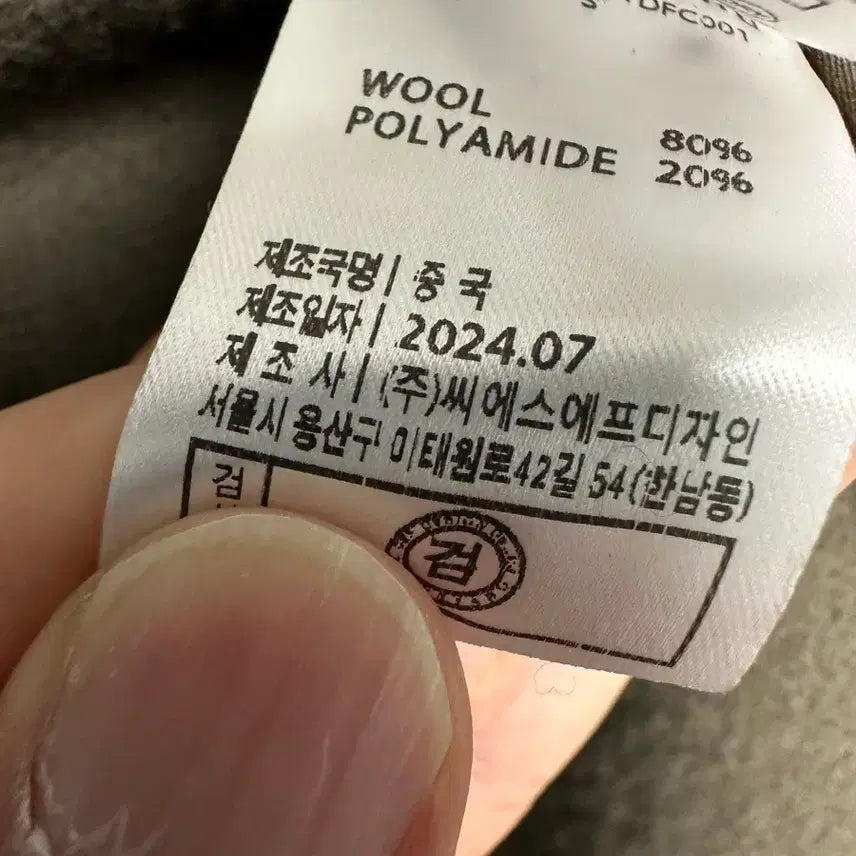 WOOL 80%
POLYAMIDE 20%
제조국명 | 중 국
제조일자 | 2024.07
제 조 사 | (주)씨에스에프디자인
서울시 용산구 이태원로42길 54(한남동)
검
검